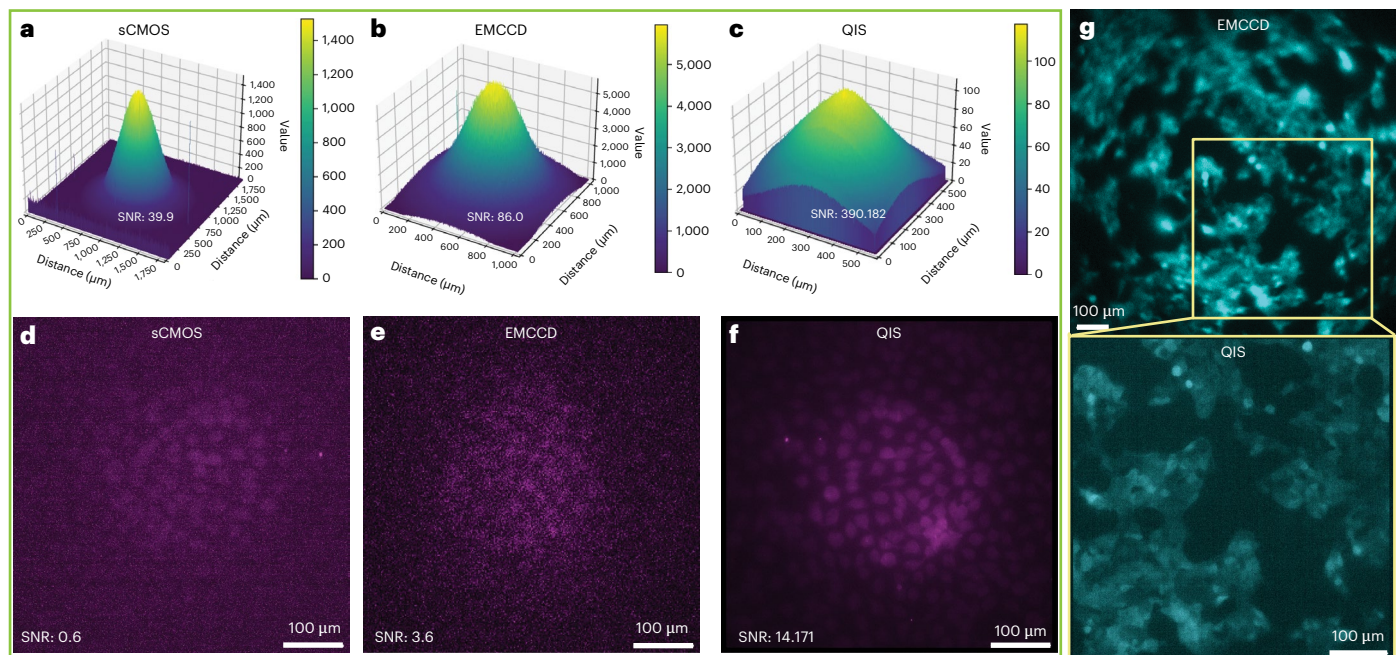 a
sCMOS
1,400
1,200
1,000
800
600
400
200
0
1,400
1,200
1,000
800
600
400
200
0
Value
SNR: 39.9
0
250
500
750
1,000
1,250
1,500
1,750
Distance (µm)
0
250
500
750
1,000
1,250
1,500
1,750
Distance (µm)
b
EMCCD
5,000
4,000
3,000
2,000
1,000
0
5,000
4,000
3,000
2,000
1,000
0
Value
SNR: 86.0
0
200
400
600
800
1,000
Distance (µm)
0
200
400
600
800
1,000
Distance (µm)
c
QIS
100
80
60
40
20
0
100
80
60
40
20
0
Value
SNR: 390.182
0
100
200
300
400
500
Distance (µm)
0
100
200
300
400
500
Distance (µm)
d
sCMOS
SNR: 0.6
100 µm
e
EMCCD
SNR: 3.6
100 µm
f
QIS
SNR: 14.171
100 µm
g
EMCCD
100 µm
QIS
100 µm